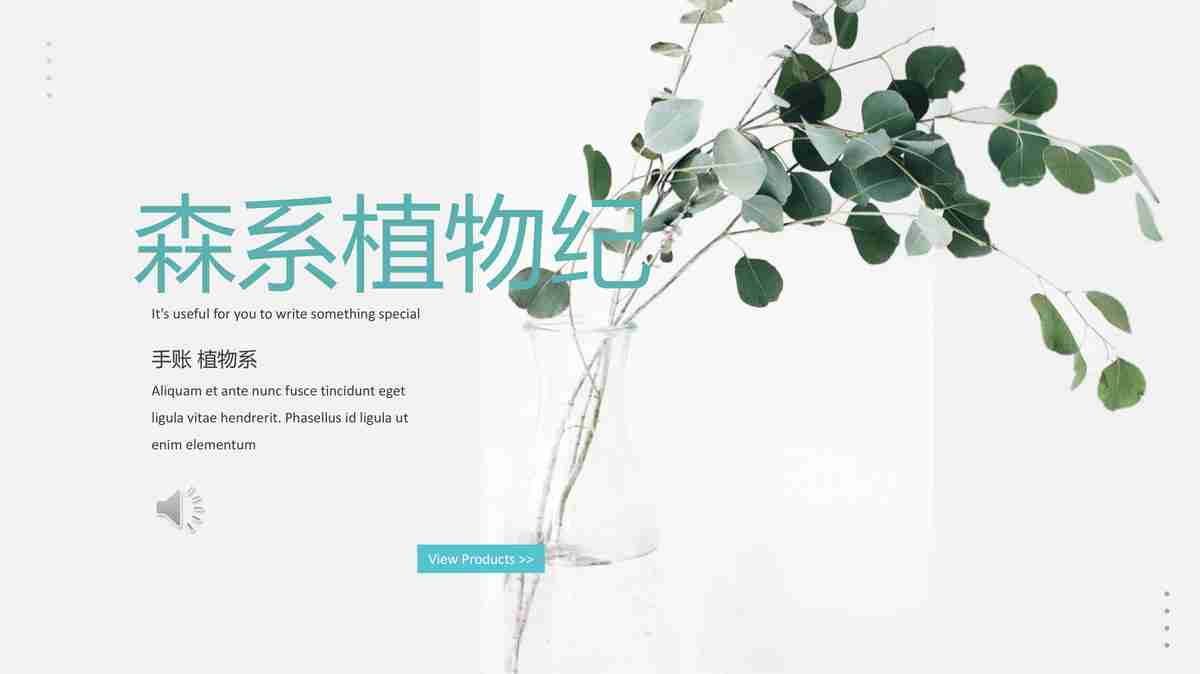 森系植物纪
It's useful for you to write something special
手账 植物系
Aliquam et ante nunc fusce tincidunt eget
ligula vitae hendrerit. Phasellus id ligula ut
enim elementum
View Products >>